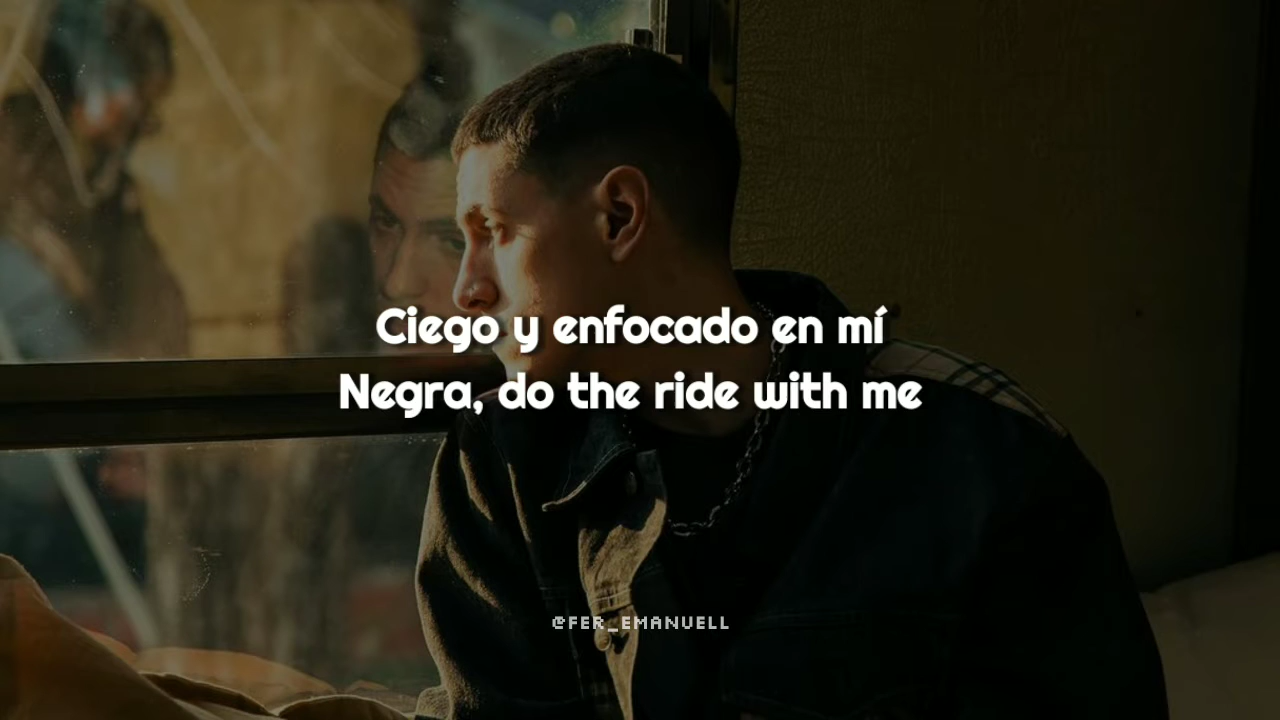 Ciego y enfocado en mí
Negra, do the ride with me
@FER_EMANUELL